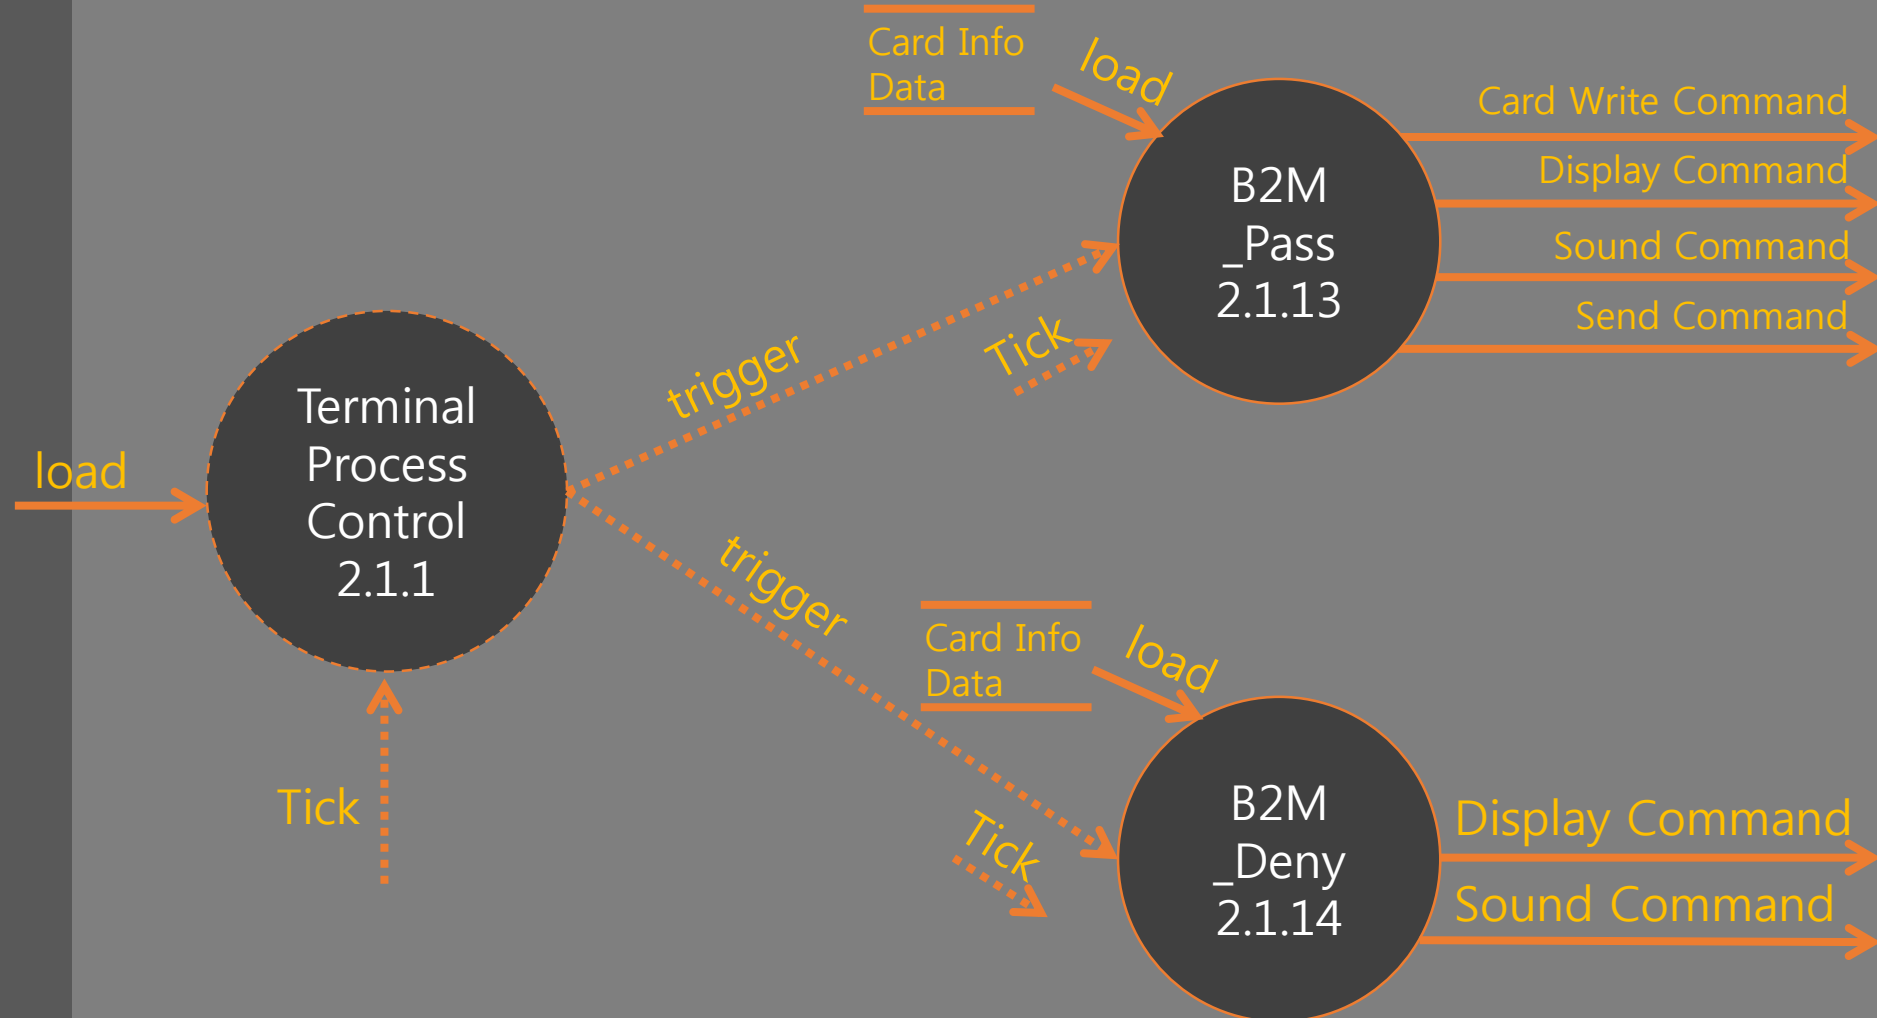 Card Info
Data
load
B2M
_Pass
2.1.13
Card Write Command
Display Command
Sound Command
Send Command
trigger
Tick
Terminal
Process
Control
2.1.1
load
Tick
trigger
Card Info
Data
load
Tick
B2M
_Deny
2.1.14
Display Command
Sound Command